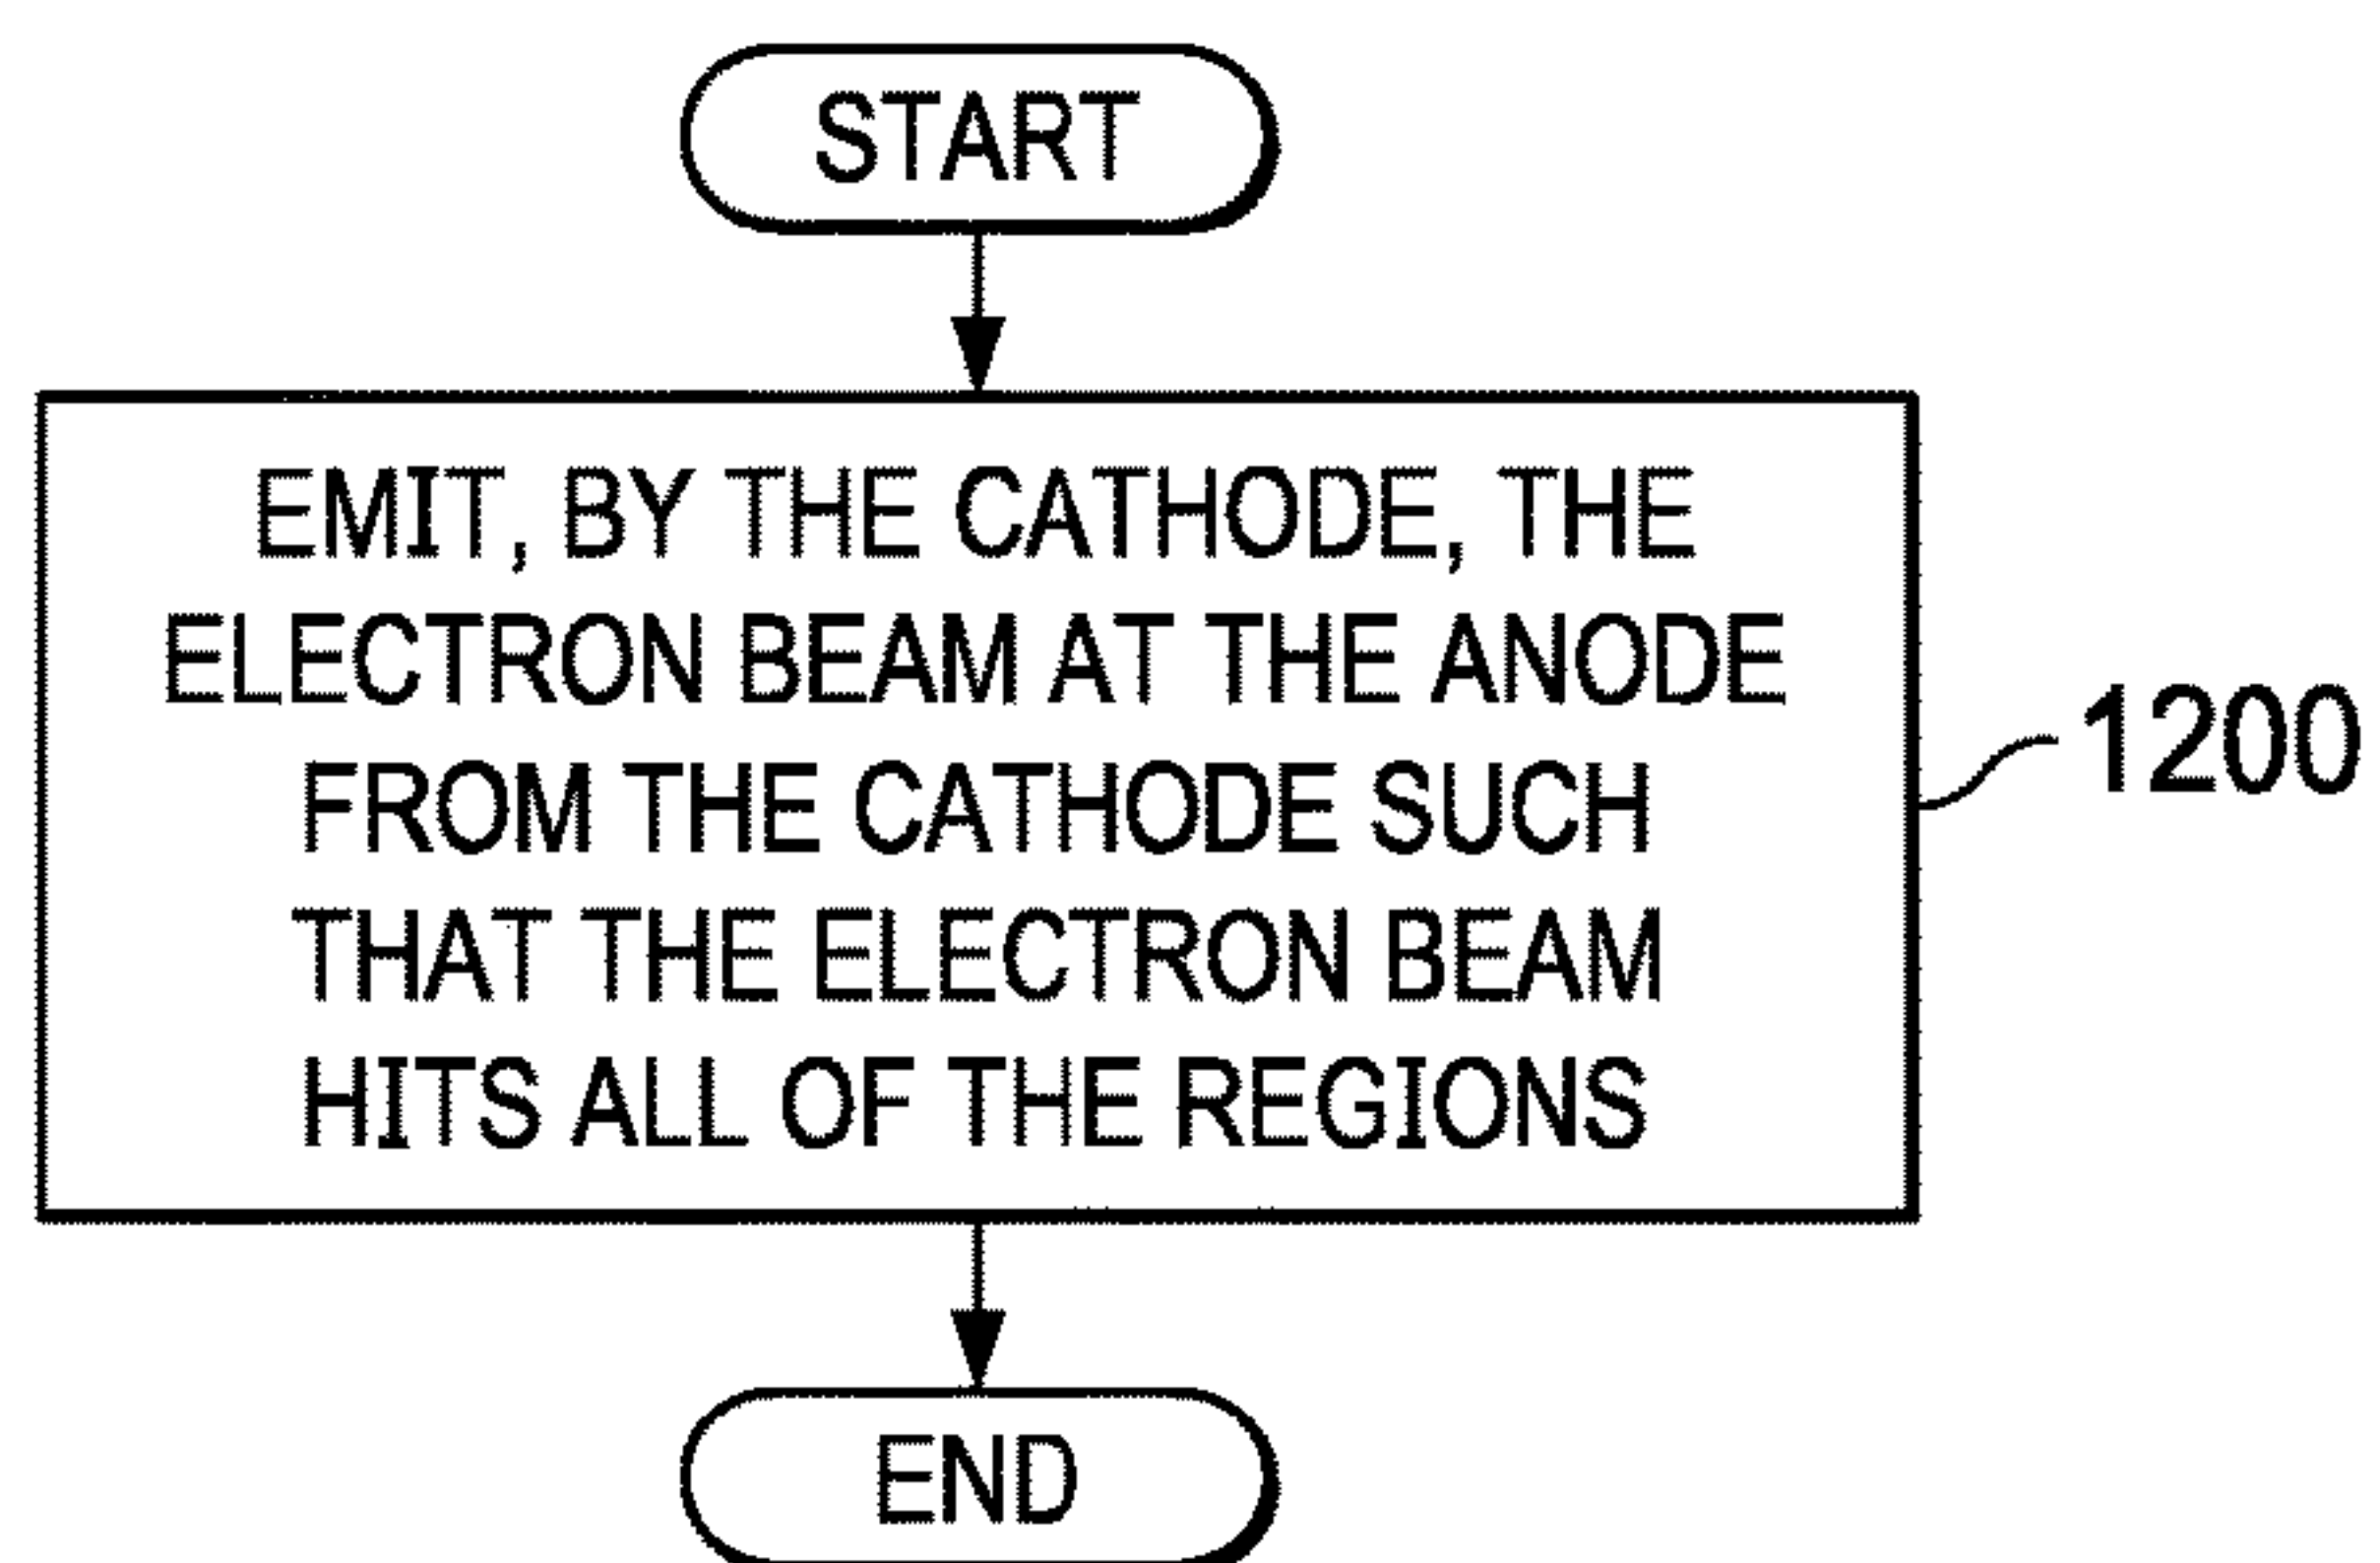 START
EMIT, BY THE CATHODE, THE
ELECTRON BEAM AT THE ANODE
FROM THE CATHODE SUCH
THAT THE ELECTRON BEAM
HITS ALL OF THE REGIONS
1200
END